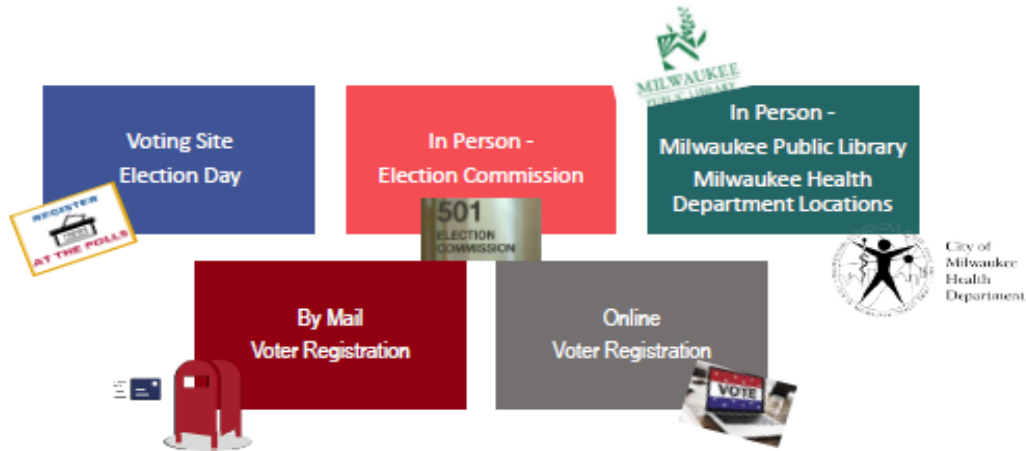 MILWAUKEE
PUBLIC LIBRARY
Voting Site
Election Day
In Person -
Election Commission
In Person -
Milwaukee Public Library
Milwaukee Health
Department Locations
REGISTER
AT THE POLLS
501
ELECTION
COMMISSION
City of
Milwaukee
Health
Department
By Mail
Voter Registration
Online
Voter Registration
VOTE